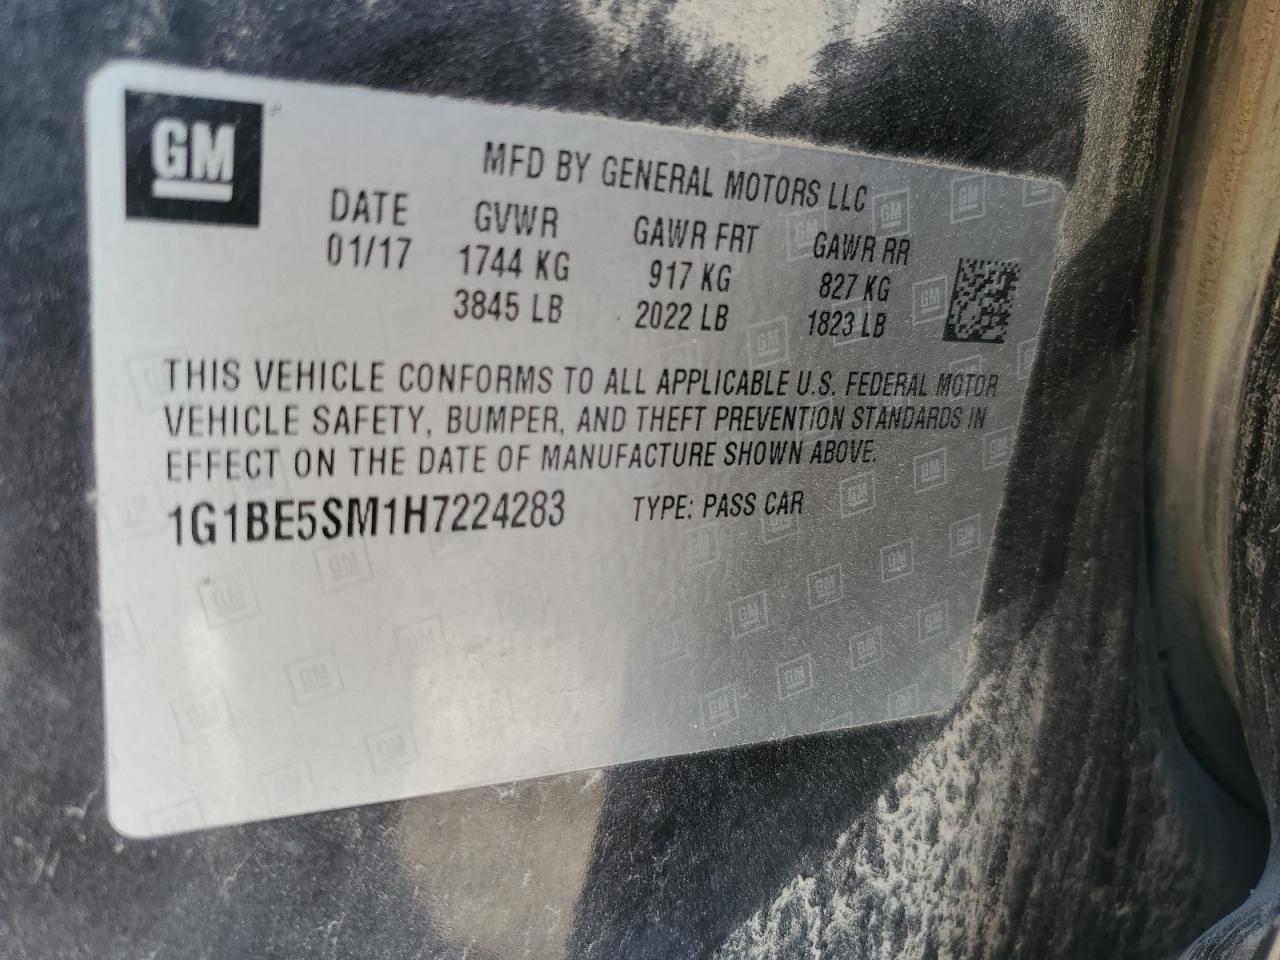 GM
MFD BY GENERAL MOTORS LLC
DATE GVWR GAWR FRT GAWR RR
01/17 1744 KG 917 KG 827 KG
3845 LB 2022 LB 1823 LB
THIS VEHICLE CONFORMS TO ALL APPLICABLE U.S. FEDERAL MOTOR
VEHICLE SAFETY, BUMPER, AND THEFT PREVENTION STANDARDS IN
EFFECT ON THE DATE OF MANUFACTURE SHOWN ABOVE.
1G1BE5SM1H7224283 TYPE: PASS CAR